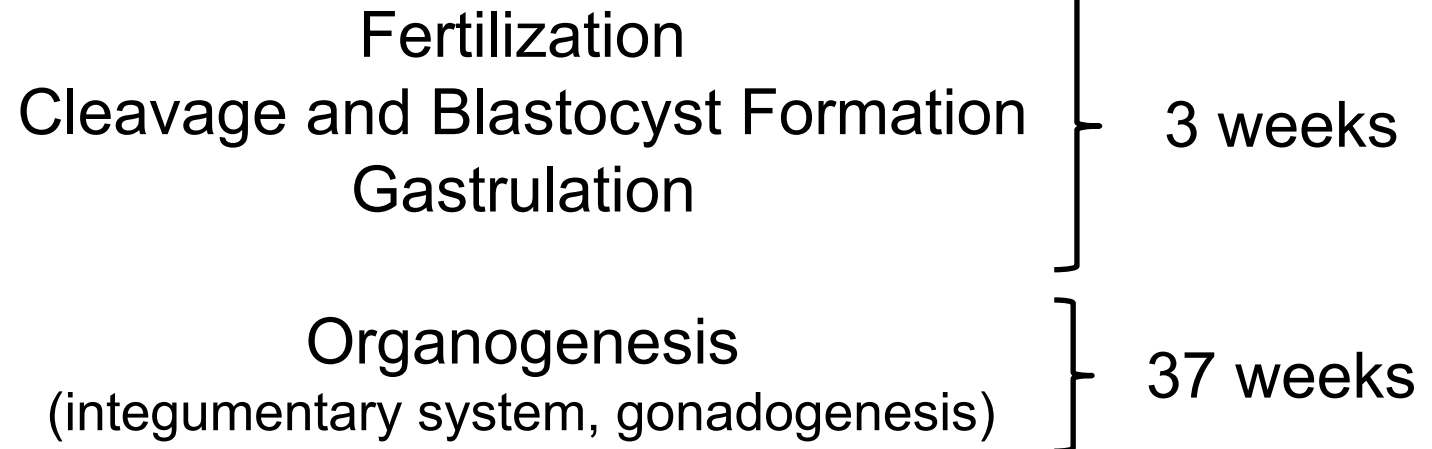 Fertilization
Cleavage and Blastocyst Formation
Gastrulation
3 weeks
Organogenesis
(integumentary system, gonadogenesis)
37 weeks